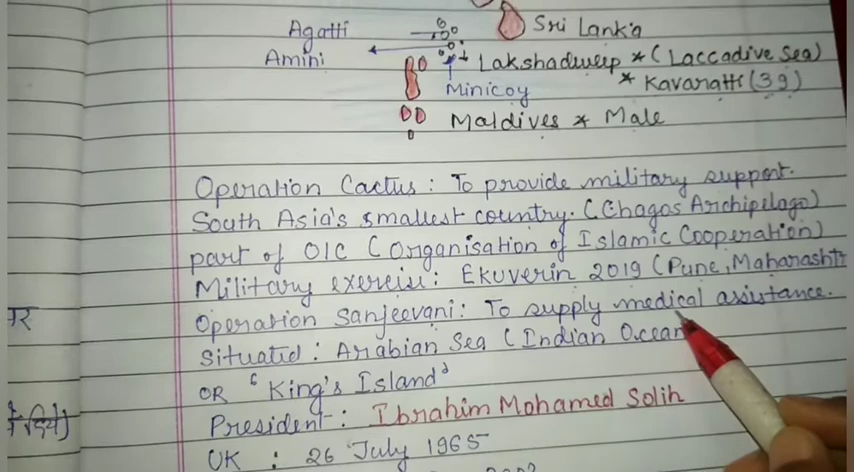 Agatti
Sri Lanka
Amini
Lakshadweep * (Laccadive Sea)
* Kavaratti (39)
Minicoy
Maldives * Male
Operation Cactus: To provide military support.
South Asia's smallest country. (Chagos Archipelago)
part of OIC (Organisation of Islamic Cooperation)
Military exercise: Ekuverin 2019 (Pune, Maharasht
Operation Sanjeevani: To supply medical assistance.
Situated: Arabian Sea (Indian Ocean
OR 'King's Island'
President: Ibrahim Mohamed Solih
UK : 26 July 1965